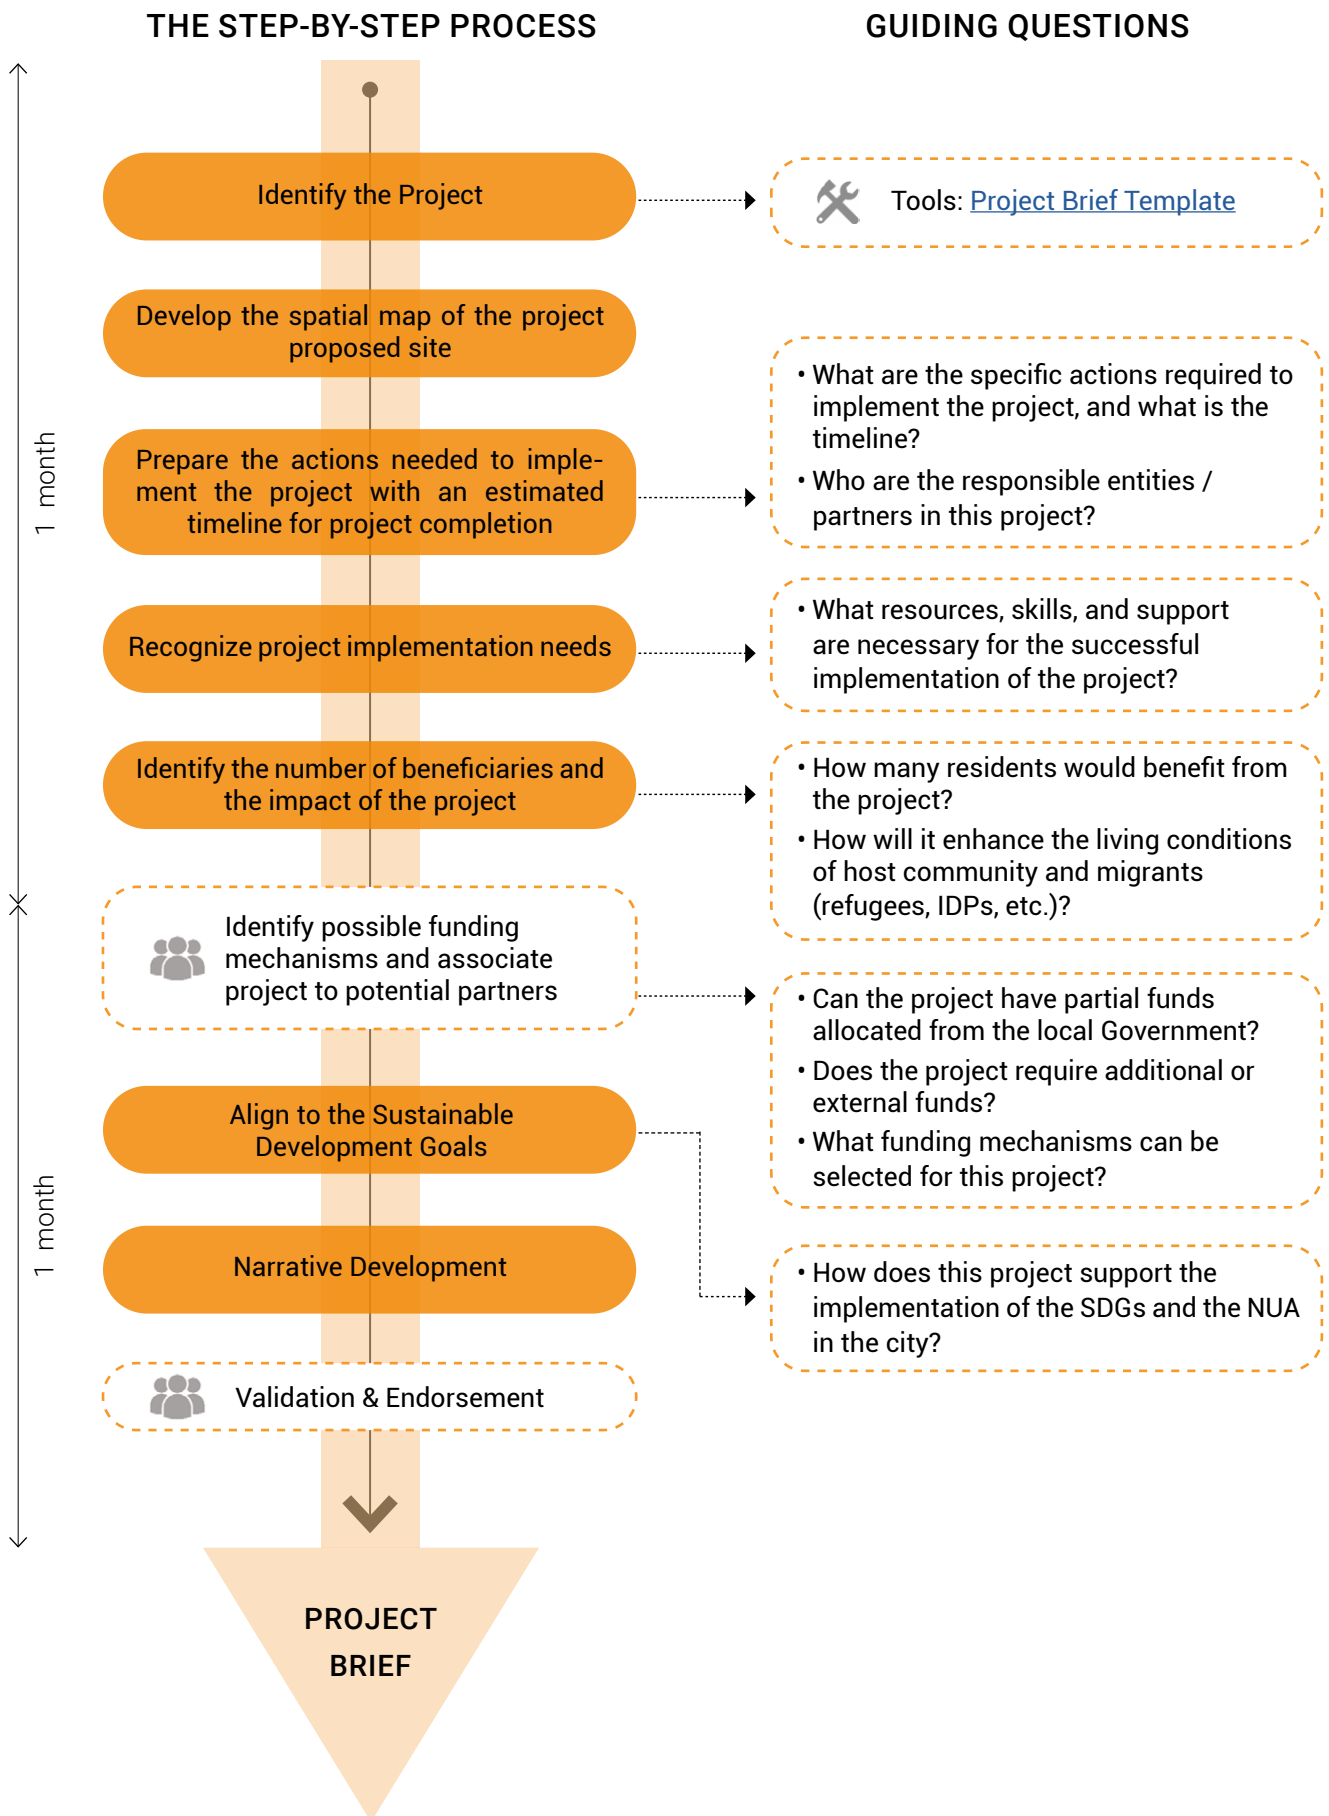 THE STEP-BY-STEP PROCESS
GUIDING QUESTIONS
1 month
Identify the Project
Tools: Project Brief Template
Develop the spatial map of the project
proposed site
Prepare the actions needed to imple-
ment the project with an estimated
timeline for project completion
• What are the specific actions required to
implement the project, and what is the
timeline?
• Who are the responsible entities /
partners in this project?
Recognize project implementation needs
• What resources, skills, and support
are necessary for the successful
implementation of the project?
Identify the number of beneficiaries and
the impact of the project
• How many residents would benefit from
the project?
• How will it enhance the living conditions
of host community and migrants
(refugees, IDPs, etc.)?
1 month
Identify possible funding
mechanisms and associate
project to potential partners
• Can the project have partial funds
allocated from the local Government?
• Does the project require additional or
external funds?
• What funding mechanisms can be
selected for this project?
Align to the Sustainable
Development Goals
• How does this project support the
implementation of the SDGs and the NUA
in the city?
Narrative Development
Validation & Endorsement
PROJECT
BRIEF